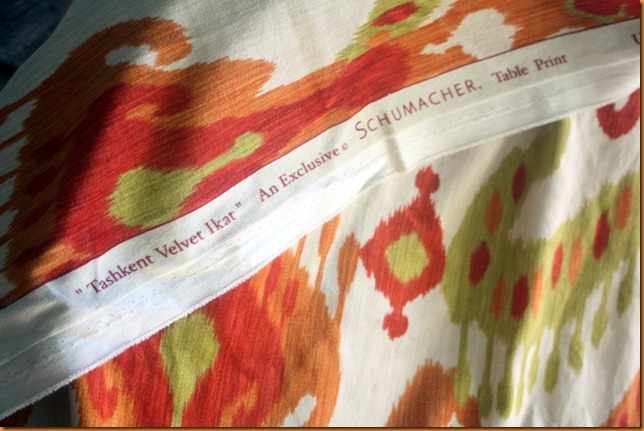 "Tashkent Velvet Ikat" An Exclusive © SCHUMACHER. Table Print